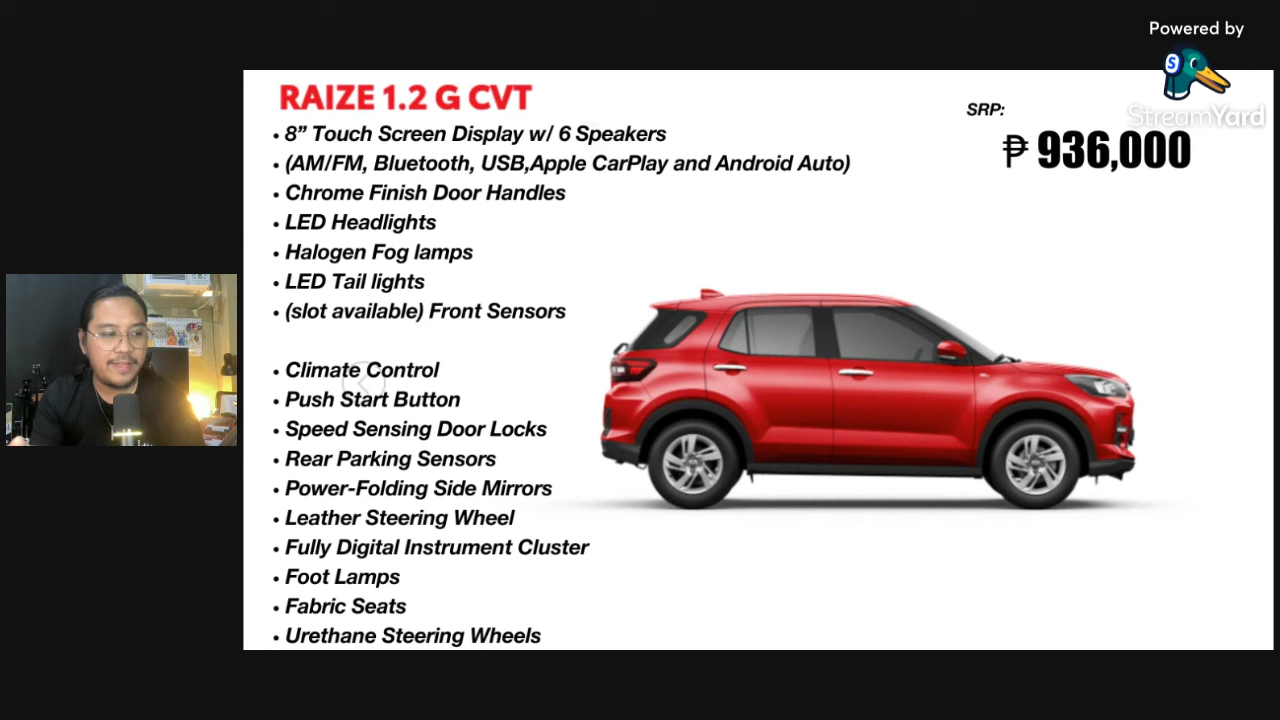 Powered by
StreamYard
RAIZE 1.2 G CVT
SRP:
₱ 936,000
• 8” Touch Screen Display w/ 6 Speakers
• (AM/FM, Bluetooth, USB,Apple CarPlay and Android Auto)
• Chrome Finish Door Handles
• LED Headlights
• Halogen Fog lamps
• LED Tail lights
• (slot available) Front Sensors
• Climate Control
• Push Start Button
• Speed Sensing Door Locks
• Rear Parking Sensors
• Power-Folding Side Mirrors
• Leather Steering Wheel
• Fully Digital Instrument Cluster
• Foot Lamps
• Fabric Seats
• Urethane Steering Wheels